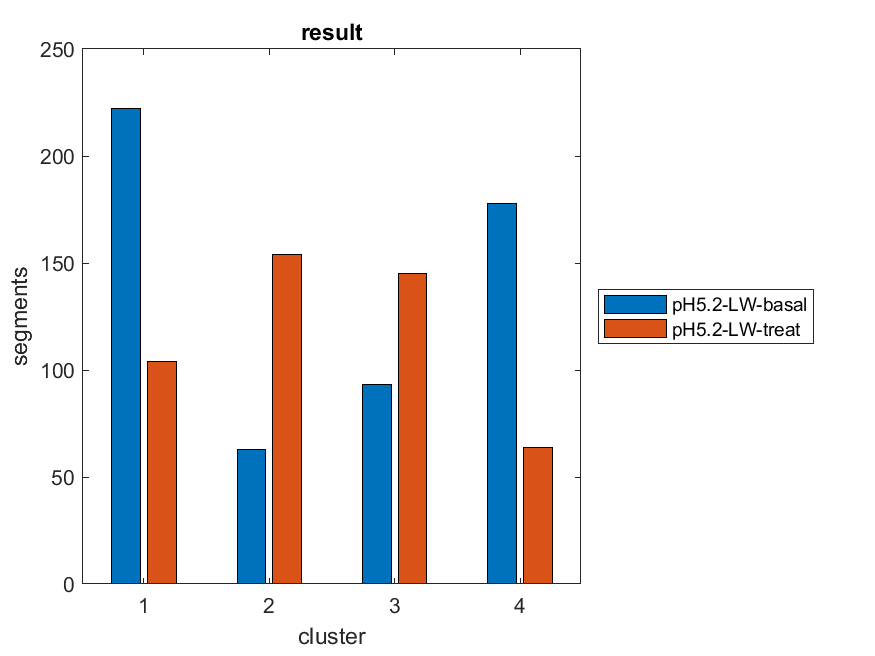 result
250
200
150
100
50
0
segments
1 2 3 4
cluster
pH5.2-LW-basal
pH5.2-LW-treat